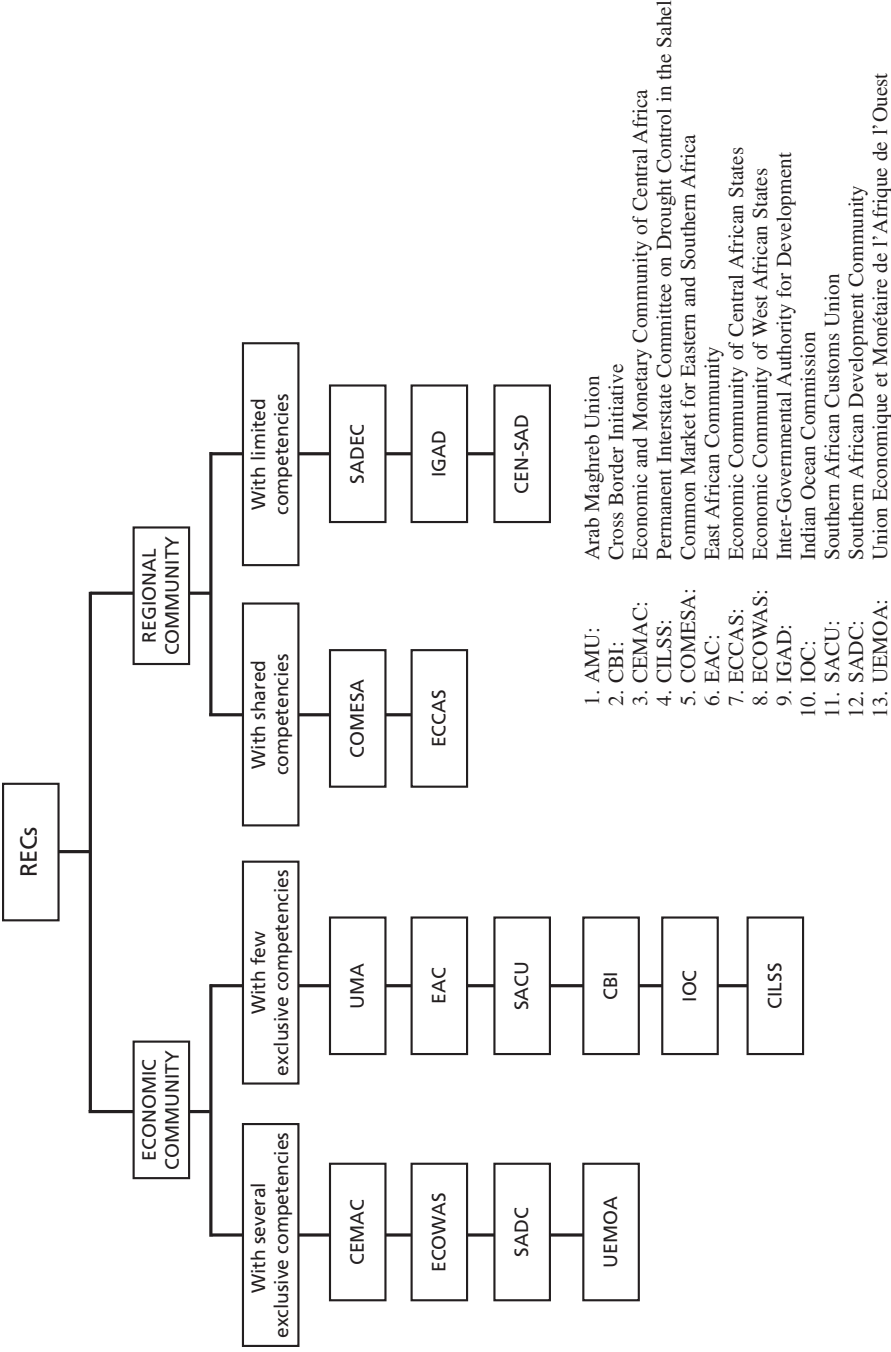 RECs
ECONOMIC
COMMUNITY
REGIONAL
COMMUNITY
With several
exclusive competencies
With few
exclusive competencies
With shared
competencies
With limited
competencies
CEMAC
ECOWAS
SADC
UEMOA
UMA
EAC
SACU
CBI
IOC
CILSS
COMESA
ECCAS
SADEC
IGAD
CEN-SAD
1. AMU: Arab Maghreb Union
2. CBI: Cross Border Initiative
3. CEMAC: Economic and Monetary Community of Central Africa
4. CILSS: Permanent Interstate Committee on Drought Control in the Sahel
5. COMESA: Common Market for Eastern and Southern Africa
6. EAC: East African Community
7. ECCAS: Economic Community of Central African States
8. ECOWAS: Economic Community of West African States
9. IGAD: Inter-Governmental Authority for Development
10. IOC: Indian Ocean Commission
11. SACU: Southern African Customs Union
12. SADC: Southern African Development Community
13. UEMOA: Union Economique et Monétaire de l'Afrique de l'Ouest